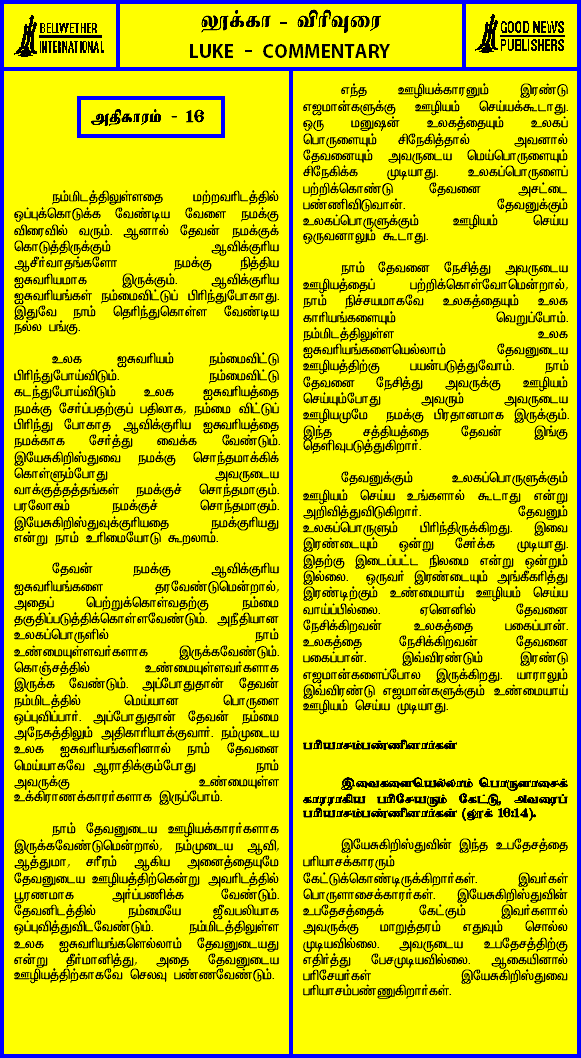 BELWETHER
INTERNATIONAL
லூக்கா - விரிவுரை
LUKE - COMMENTARY
GOOD NEWS
PUBLISHERS
அதிகாரம் - 16
நம்மிடத்திலுள்ளதை மற்றவரிடத்தில்
ஒப்புக்கொடுக்க வேண்டிய வேளை நமக்கு
விரைவில் வரும். ஆனால் தேவன் நமக்குக்
கொடுத்திருக்கும் ஆவிக்குரிய
ஆசீர்வாதங்களோ நமக்கு நித்திய
ஐசுவரியமாக இருக்கும். ஆவிக்குரிய
ஐசுவரியங்கள் நம்மைவிட்டுப் பிரிந்துபோகாது.
இதுவே நாம் தெரிந்துகொள்ள வேண்டிய
நல்ல பங்கு.
உலக ஐசுவரியம் நம்மைவிட்டு
பிரிந்துபோய்விடும். நம்மைவிட்டு
கடந்துபோய்விடும் உலக ஐசுவரியத்தை
நமக்கு சேர்ப்பதற்குப் பதிலாக, நம்மை விட்டுப்
பிரிந்து போகாத ஆவிக்குரிய ஐசுவரியத்தை
நமக்காக சேர்த்து வைக்க வேண்டும்.
இயேசுகிறிஸ்துவை நமக்கு சொந்தமாக்கிக்
கொள்ளும்போது அவருடைய
வாக்குத்தத்தங்கள் நமக்குச் சொந்தமாகும்.
பரலோகம் நமக்குச் சொந்தமாகும்.
இயேசுகிறிஸ்துவுக்குரியதை நமக்குரியது
என்று நாம் உரிமையோடு கூறலாம்.
தேவன் நமக்கு ஆவிக்குரிய
ஐசுவரியங்களை தரவேண்டுமென்றால்,
அதைப் பெற்றுக்கொள்வதற்கு நம்மை
தகுதிப்படுத்திக்கொள்ளவேண்டும். அநீதியான
உலகப்பொருளில் நாம்
உண்மையுள்ளவர்களாக இருக்கவேண்டும்.
கொஞ்சத்தில் உண்மையுள்ளவர்களாக
இருக்க வேண்டும். அப்போதுதான் தேவன்
நம்மிடத்தில் மெய்யான பொருளை
ஒப்புவிப்பார். அப்போதுதான் தேவன் நம்மை
அநேகத்திலும் அதிகாரியாக்குவார். நம்முடைய
உலக ஐசுவரியங்களினால் நாம் தேவனை
மெய்யாகவே ஆராதிக்கும்போது நாம்
அவருக்கு உண்மையுள்ள
உக்கிராணக்காரர்களாக இருப்போம்.
நாம் தேவனுடைய ஊழியக்காரர்களாக
இருக்கவேண்டுமென்றால், நம்முடைய ஆவி,
ஆத்துமா, சரீரம் ஆகிய அனைத்தையுமே
தேவனுடைய ஊழியத்திற்கென்று அவரிடத்தில்
பூரணமாக அர்ப்பணிக்க வேண்டும்.
தேவனிடத்தில் நம்மையே ஜீவபலியாக
ஒப்புவித்துவிடவேண்டும். நம்மிடத்திலுள்ள
உலக ஐசுவரியங்களெல்லாம் தேவனுடையது
என்று தீர்மானித்து, அதை தேவனுடைய
ஊழியத்திற்காகவே செலவு பண்ணவேண்டும்.
எந்த ஊழியக்காரனும் இரண்டு
எஜமான்களுக்கு ஊழியம் செய்யக்கூடாது.
ஒரு மனுஷன் உலகத்தையும் உலகப்
பொருளையும் சிநேகித்தால் அவனால்
தேவனையும் அவருடைய மெய்பொருளையும்
சிநேகிக்க முடியாது. உலகப்பொருளைப்
பற்றிக்கொண்டு தேவனை அசட்டை
பண்ணிவிடுவான். தேவனுக்கும்
உலகப்பொருளுக்கும் ஊழியம் செய்ய
ஒருவனாலும் கூடாது.
நாம் தேவனை நேசித்து அவருடைய
ஊழியத்தைப் பற்றிக்கொள்வோமென்றால்,
நாம் நிச்சயமாகவே உலகத்தையும் உலக
காரியங்களையும் வெறுப்போம்.
நம்மிடத்திலுள்ள உலக
ஐசுவரியங்களையெல்லாம் தேவனுடைய
ஊழியத்திற்கு பயன்படுத்துவோம். நாம்
தேவனை நேசித்து அவருக்கு ஊழியம்
செய்யும்போது அவரும் அவருடைய
ஊழியமுமே நமக்கு பிரதானமாக இருக்கும்.
இந்த சத்தியத்தை தேவன் இங்கு
தெளிவுபடுத்துகிறார்.
தேவனுக்கும் உலகப்பொருளுக்கும்
ஊழியம் செய்ய உங்களால் கூடாது என்று
அறிவித்துவிடுகிறார். தேவனும்
உலகப்பொருளும் பிரிந்திருக்கிறது. இவை
இரண்டையும் ஒன்று சேர்க்க முடியாது.
இதற்கு இடைப்பட்ட நிலமை என்று ஒன்றும்
இல்லை. ஒருவர் இரண்டையும் அங்கீகரித்து
இரண்டிற்கும் உண்மையாய் ஊழியம் செய்ய
வாய்ப்பில்லை. ஏனெனில் தேவனை
நேசிக்கிறவன் உலகத்தை பகைப்பான்.
உலகத்தை நேசிக்கிறவன் தேவனை
பகைப்பான். இவ்விரண்டும் இரண்டு
எஜமான்களைப்போல இருக்கிறது. யாராலும்
இவ்விரண்டு எஜமான்களுக்கும் உண்மையாய்
ஊழியம் செய்ய முடியாது.
பரியாசம்பண்ணினார்கள்
இவைகளையெல்லாம் பொருளாசைக்
காரராகிய பரிசேயரும் கேட்டு, அவரைப்
பரியாசம்பண்ணினார்கள் (லூக் 16:14).
இயேசுகிறிஸ்துவின் இந்த உபதேசத்தை
பரியாசக்காரரும்
கேட்டுக்கொண்டிருக்கிறார்கள். இவர்கள்
பொருளாசைக்காரர்கள். இயேசுகிறிஸ்துவின்
உபதேசத்தைக் கேட்கும் இவர்களால்
அவருக்கு மாறுத்தரம் எதுவும் சொல்ல
முடியவில்லை. அவருடைய உபதேசத்திற்கு
எதிர்த்து பேசமுடியவில்லை. ஆகையினால்
பரிசேயர்கள் இயேசுகிறிஸ்துவை
பரியாசம்பண்ணுகிறார்கள்.